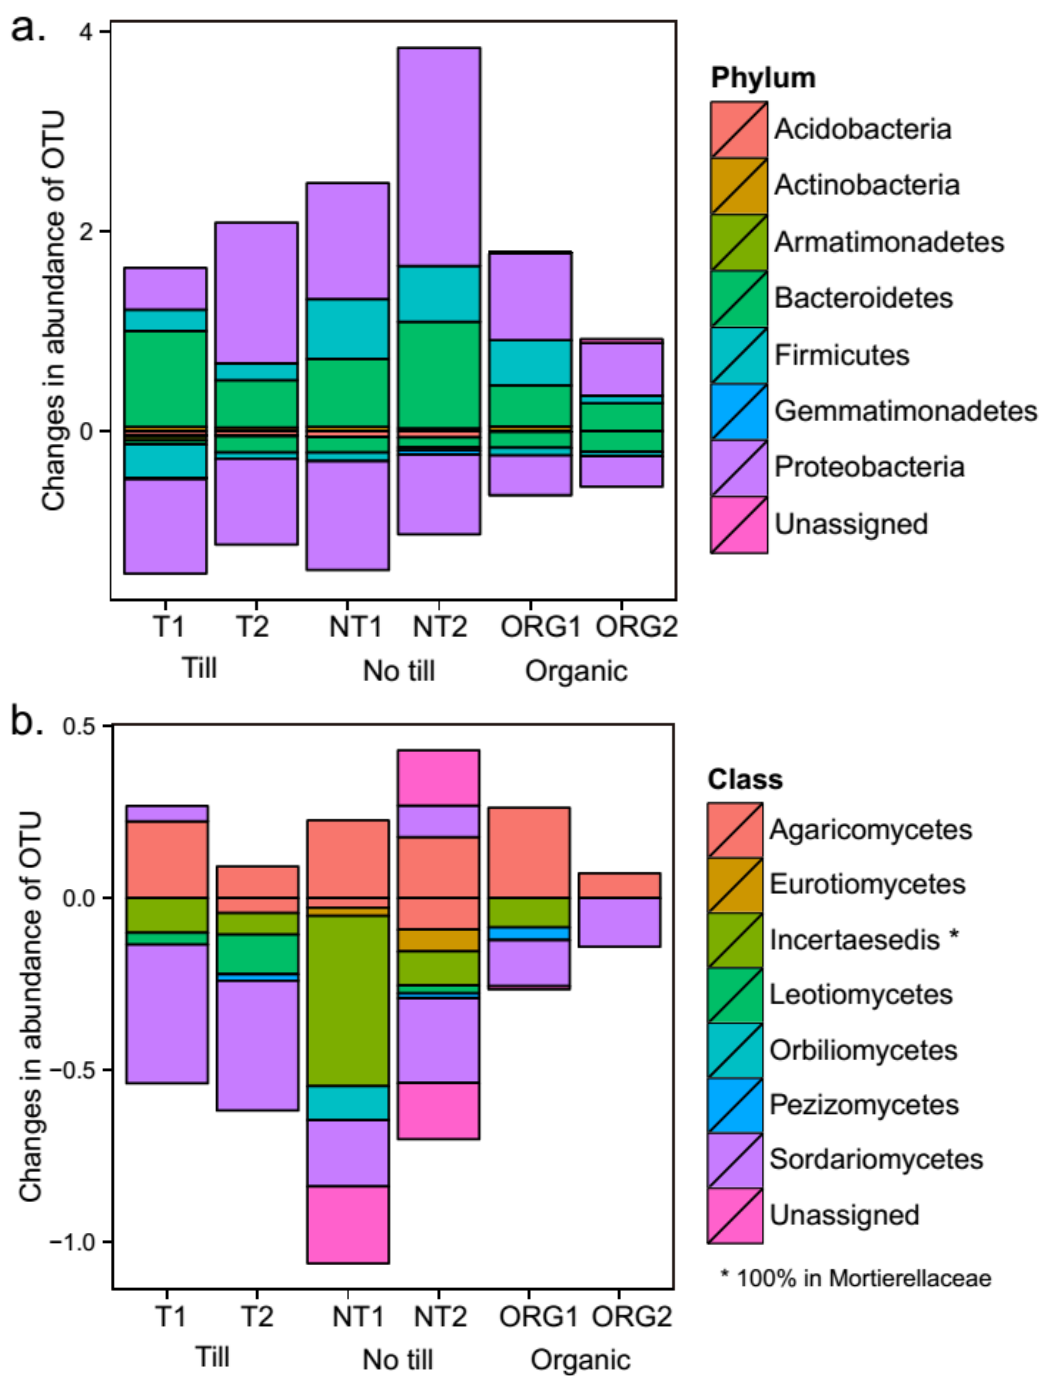 a.
Changes in abundance of OTU
4
2
0
T1 T2 NT1 NT2 ORG1 ORG2
Till No till Organic
Phylum
Acidobacteria
Actinobacteria
Armatimonadetes
Bacteroidetes
Firmicutes
Gemmatimonadetes
Proteobacteria
Unassigned
b.
Changes in abundance of OTU
0.5
0.0
−0.5
−1.0
T1 T2 NT1 NT2 ORG1 ORG2
Till No till Organic
Class
Agaricomycetes
Eurotiomycetes
Incertaesedis *
Leotiomycetes
Orbiliomycetes
Pezizomycetes
Sordariomycetes
Unassigned
* 100% in Mortierellaceae